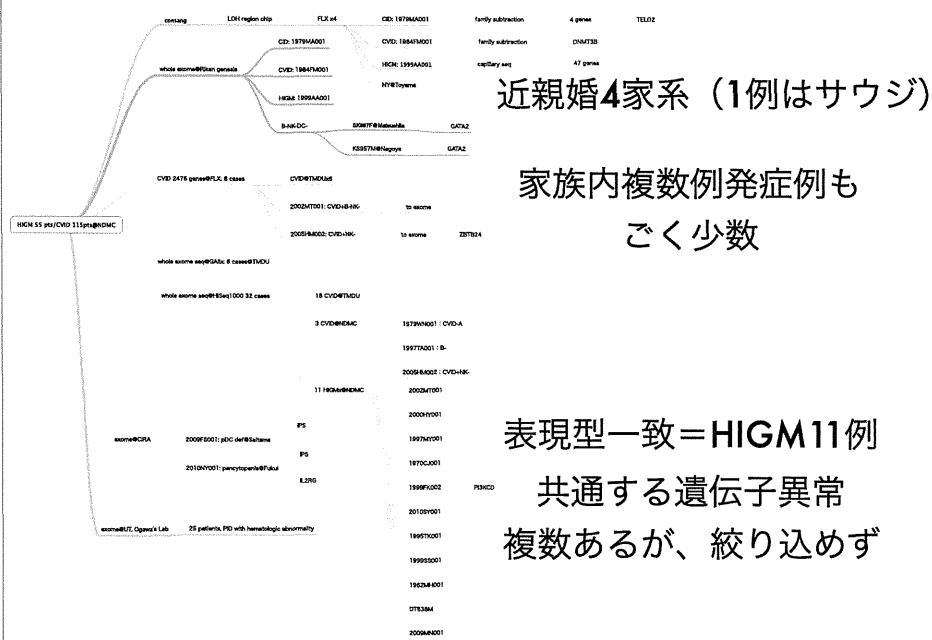 consang LOH region chip FLX x4 CID: 1979MA001 family subtraction 4 genes TELO2
CVID: 1984FM001 family subtraction DNMT3B
HIGM: 1999AA001 capillary seq 47 genes
NY@Toyama
whole exome@Riken genesis CID: 1979MA001
CVID: 1984FM001
HIGM: 1999AA001
B-NK-DC- @Matsushita GATA2
KS957M@Nagoya GATA2
近親婚4家系（1例はサウジ）
家族内複数例発症例も
ごく少数
CVID 2476 genes@FLX: 8 cases CVID@TMDUx6
2002MT001: CVID+B-NK- to exome
2005HM002: CVID+NK- to exome ZBTB24
HIGM 55 pts/CVID 115pts@NDMC
whole exome seq@GAIIx: 6 cases@TMDU
whole exome seq@HiSeq1000 32 cases 18 CVID@TMDU
3 CVID@NDMC 1979WN001 : CVID-A
1997TA001 : B-
2005HM002 : CVID+NK-
11 HIGMx@NDMC 2002MT001
2000HY001
1997MY001
1970CJ001
1999FK002 PI3KCD
2010SY001
1995TK001
1999SS001
1962MH001
DT838M
2009MN001
exome@CiRA 2009FS001: pDC def@Saitama iPS
iPS
2010NY001: pancytopenia@Fukui
IL2RG
exome@UT, Ogawa's Lab 25 patients, PID with hematologic abnormality
表現型一致＝HIGM11例
共通する遺伝子異常
複数あるが、絞り込めず